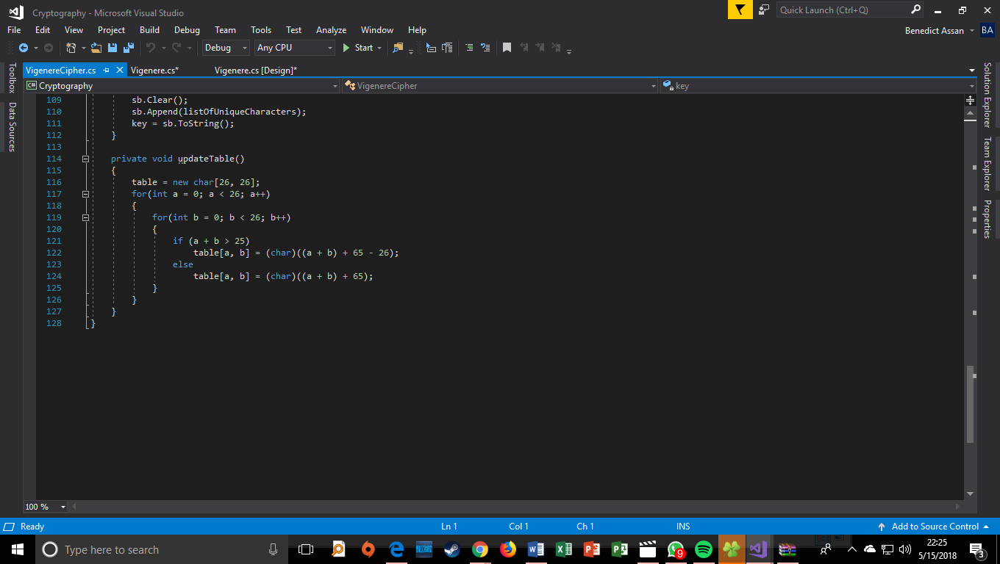 Cryptography - Microsoft Visual Studio
Quick Launch (Ctrl+Q)
File Edit View Project Build Debug Team Tools Test Analyze Window Help
Benedict Assan BA
Debug Any CPU Start
Toolbox
Data Sources
VigenereCipher.cs Vigenere.cs* Vigenere.cs [Design]*
C# Cryptography VigenereCipher key
109 sb.Clear();
110 sb.Append(listOfUniqueCharacters);
111 key = sb.ToString();
112 }
113
114 private void updateTable()
115 {
116 table = new char[26, 26];
117 for(int a = 0; a < 26; a++)
118 {
119 for(int b = 0; b < 26; b++)
120 {
121 if (a + b > 25)
122 table[a, b] = (char)((a + b) + 65 - 26);
123 else
124 table[a, b] = (char)((a + b) + 65);
125 }
126 }
127 }
128 }
Solution Explorer
Team Explorer
Properties
100 %
Ready Ln 1 Col 1 Ch 1 INS Add to Source Control
Type here to search
9
22:25
5/15/2018
3